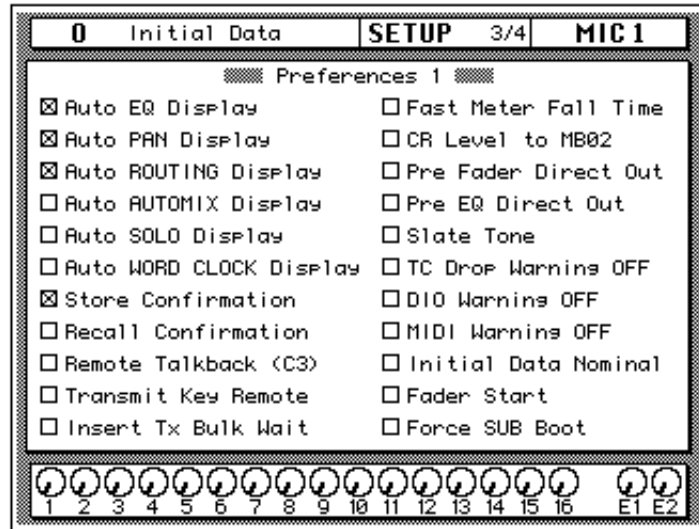 0 Initial Data SETUP 3/4 MIC 1
Preferences 1
Auto EQ Display
Auto PAN Display
Auto ROUTING Display
Auto AUTOMIX Display
Auto SOLO Display
Auto WORD CLOCK Display
Store Confirmation
Recall Confirmation
Remote Talkback (C3)
Transmit Key Remote
Insert Tx Bulk Wait
Fast Meter Fall Time
CR Level to MB02
Pre Fader Direct Out
Pre EQ Direct Out
Slate Tone
TC Drop Warning OFF
DIO Warning OFF
MIDI Warning OFF
Initial Data Nominal
Fader Start
Force SUB Boot
1 2 3 4 5 6 7 8 9 10 11 12 13 14 15 16 E1 E2